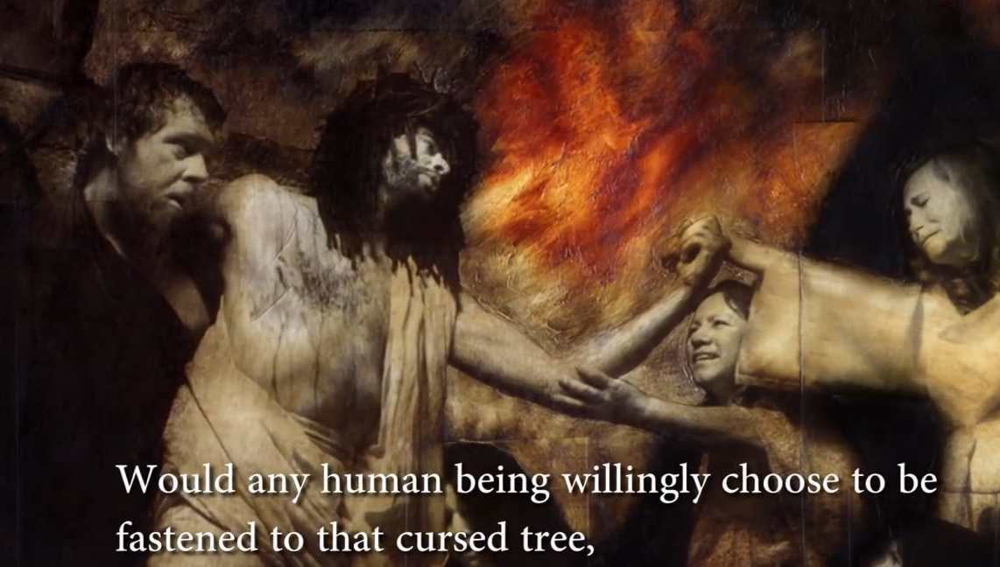 Would any human being willingly choose to be
fastened to that cursed tree,